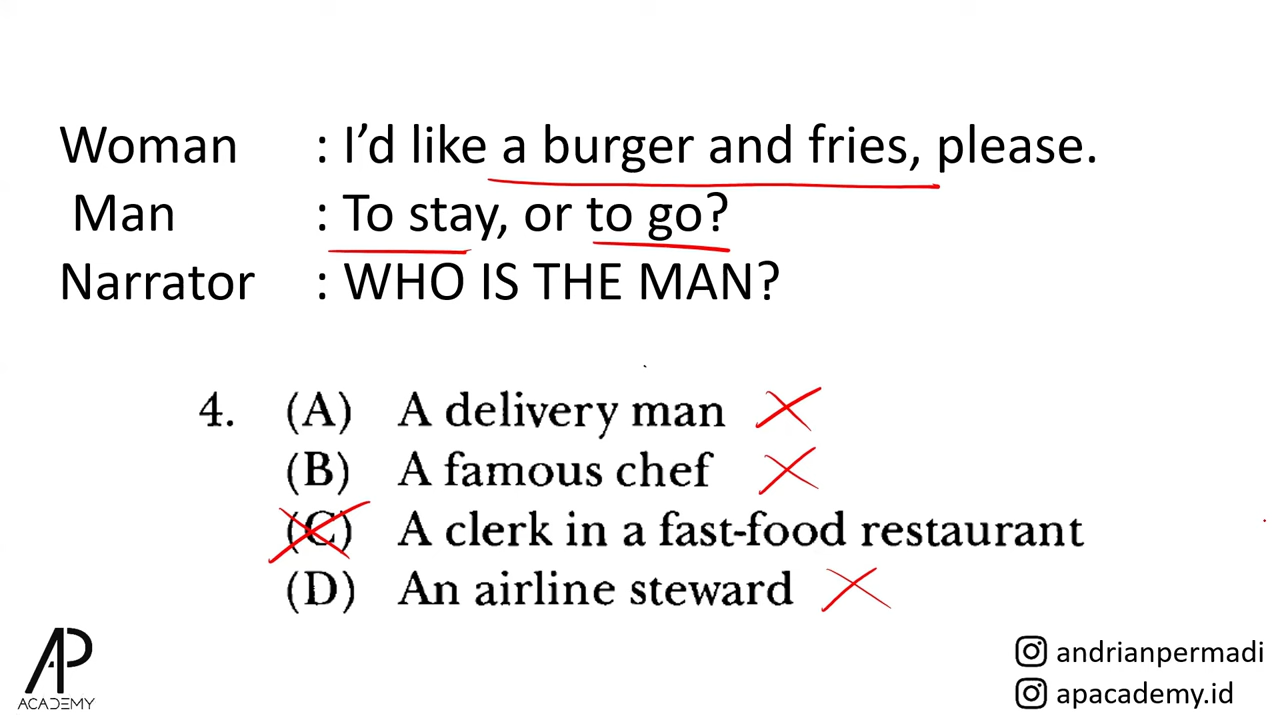 Woman : I’d like a burger and fries, please.
Man : To stay, or to go?
Narrator : WHO IS THE MAN?
4. (A) A delivery man
(B) A famous chef
(C) A clerk in a fast-food restaurant
(D) An airline steward
AP
ACADEMY
andrianpermadi
apacademy.id